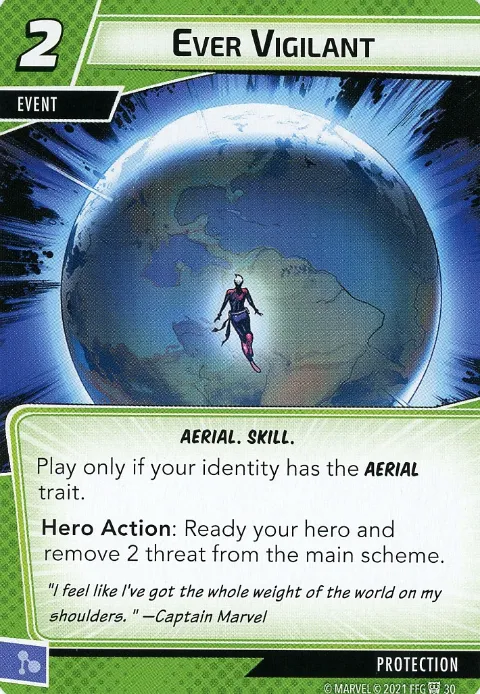 2
EVER VIGILANT
EVENT
AERIAL. SKILL.
Play only if your identity has the AERIAL
trait.
Hero Action: Ready your hero and
remove 2 threat from the main scheme.
"I feel like I've got the whole weight of the world on my
shoulders. " —Captain Marvel
PROTECTION
© MARVEL © 2021 FFG 30